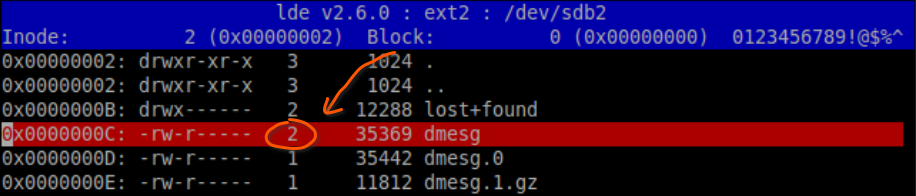 lde v2.6.0 : ext2 : /dev/sdb2
Inode: 2 (0x00000002) Block: 0 (0x00000000) 0123456789!@$%^
0x00000002: drwxr-xr-x 3 1024 .
0x00000002: drwxr-xr-x 3 1024 ..
0x0000000B: drwx------ 2 12288 lost+found
0x0000000C: -rw-r----- 2 35369 dmesg
0x0000000D: -rw-r----- 1 35442 dmesg.0
0x0000000E: -rw-r----- 1 11812 dmesg.1.gz